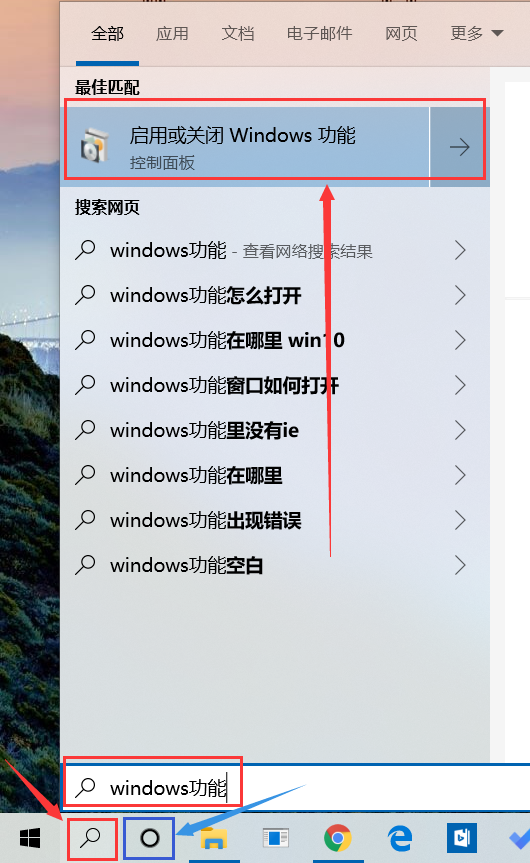 全部 应用 文档 电子邮件 网页 更多
最佳匹配
启用或关闭 Windows 功能
控制面板
搜索网页
windows功能 - 查看网络搜索结果
windows功能怎么打开
windows功能在哪里 win10
windows功能窗口如何打开
windows功能里没有ie
windows功能在哪里
windows功能出现错误
windows功能空白
windows功能